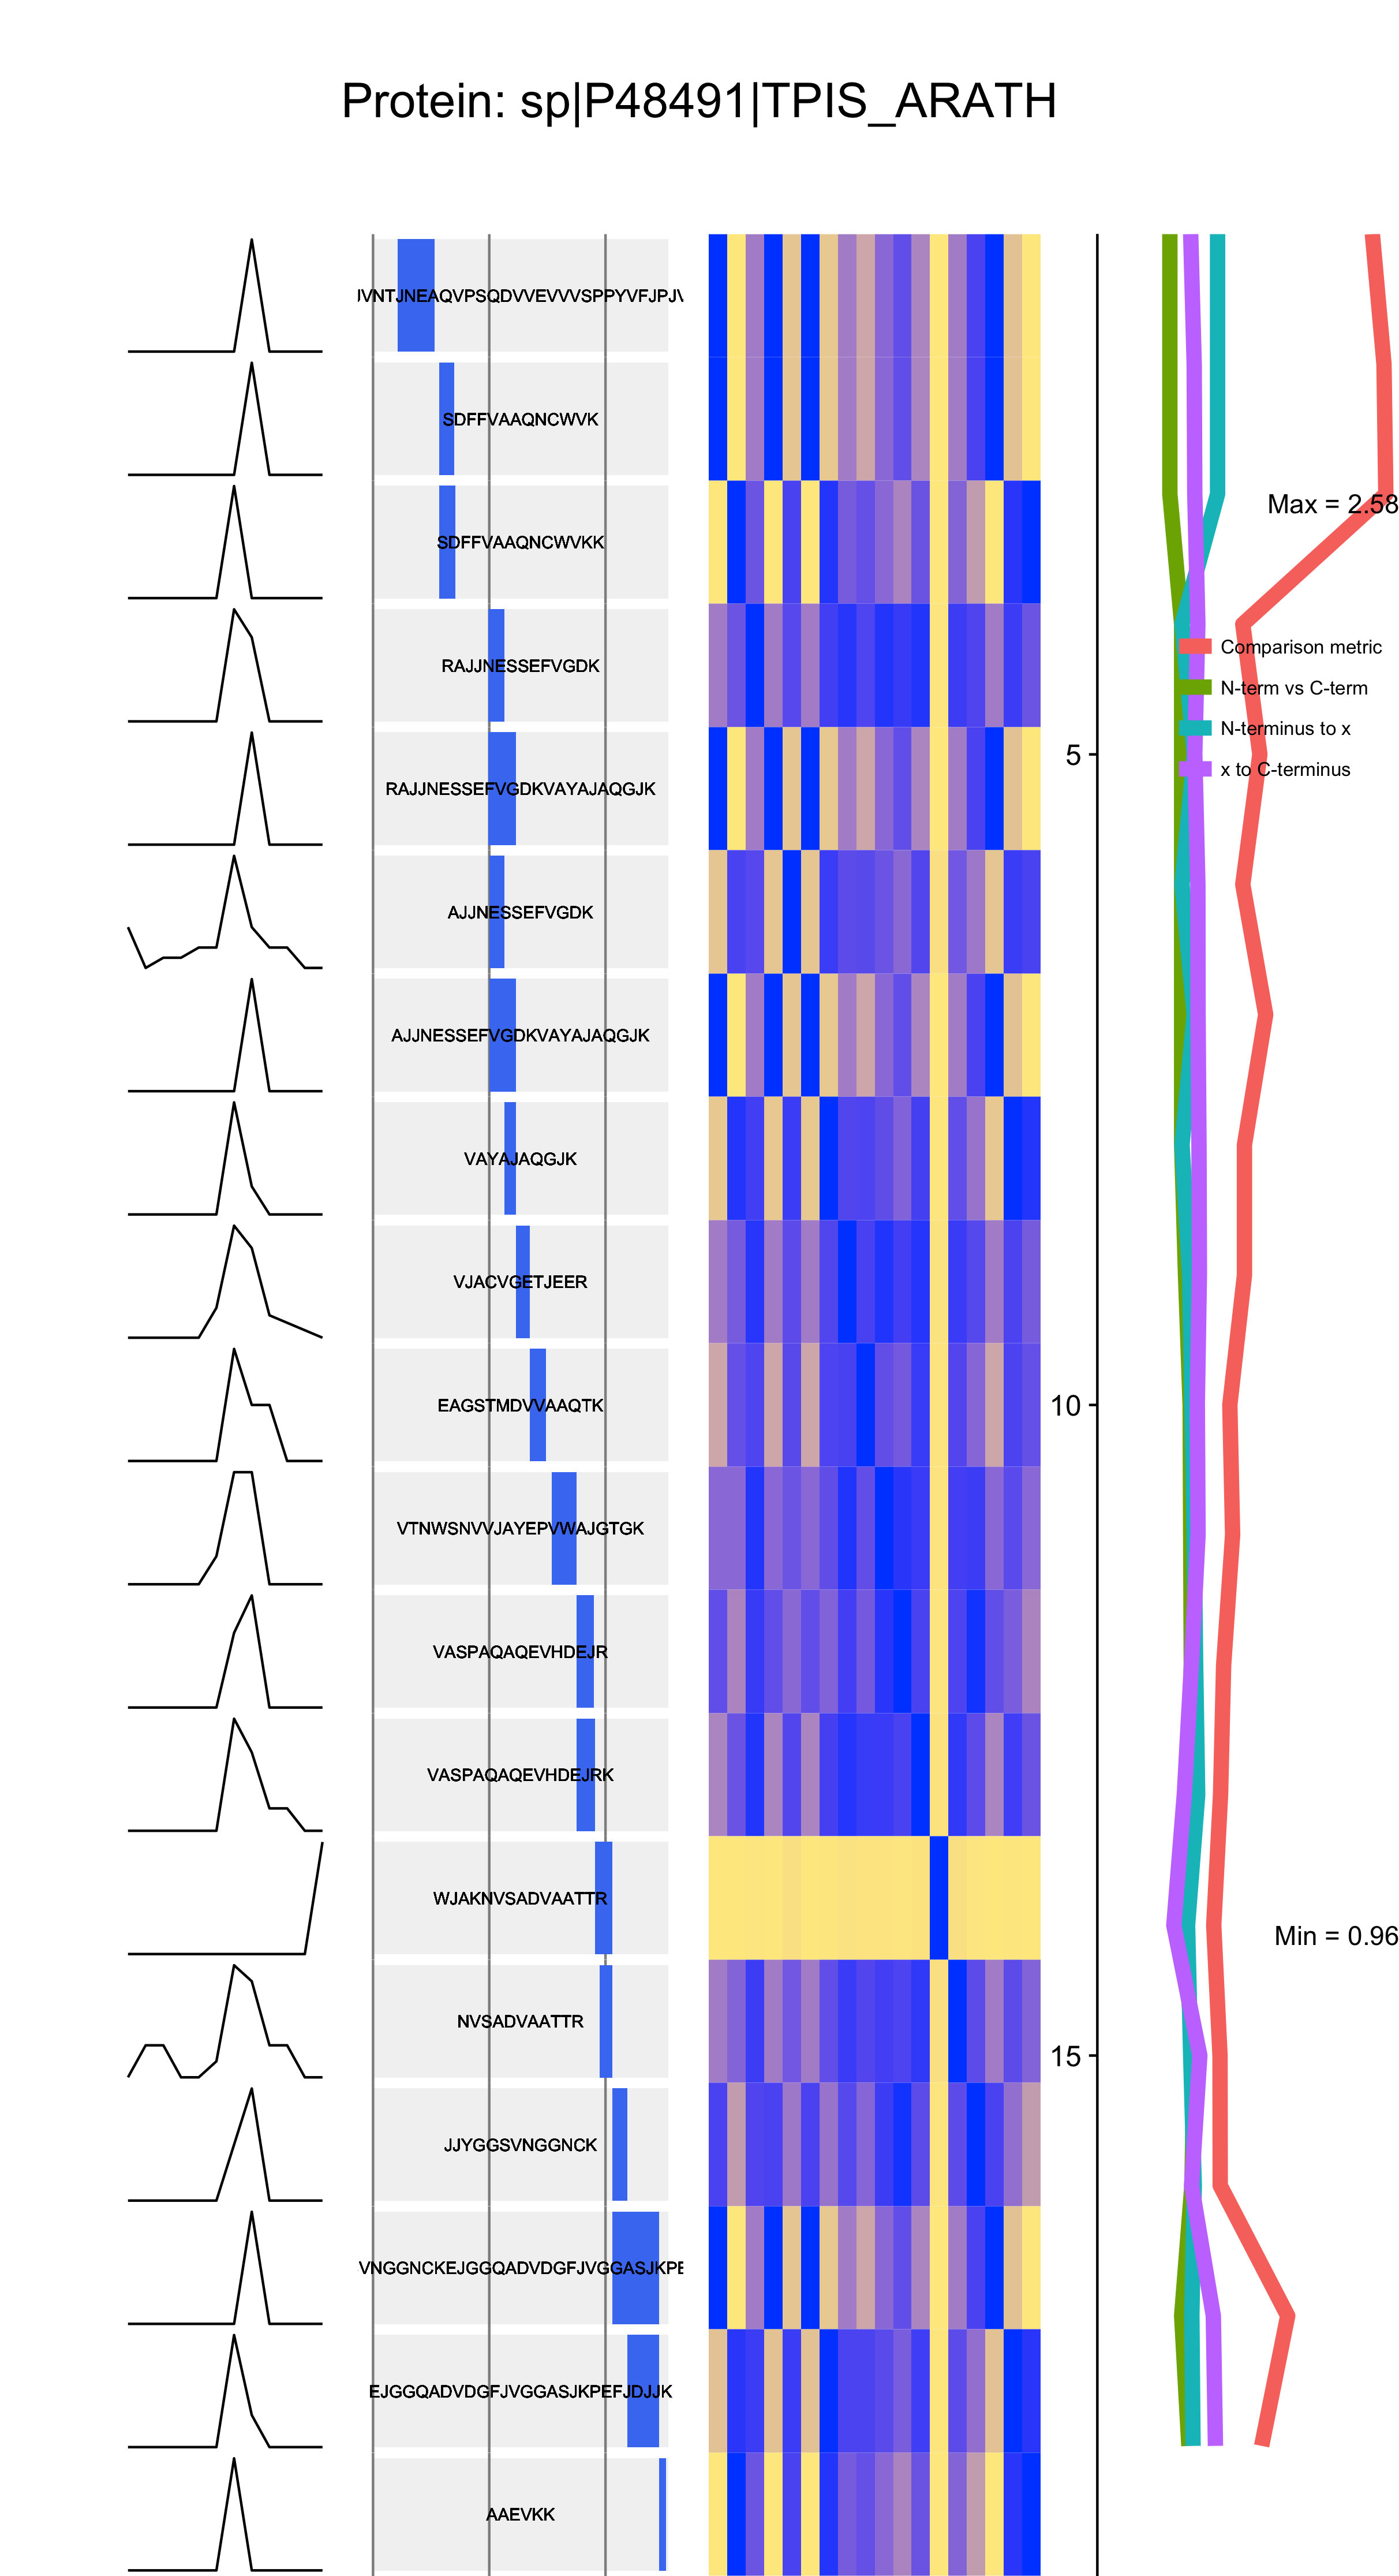 Protein: sp|P48491|TPIS_ARATH
JVNTJNEAQVPSQDVVEVVVSPPYVFJPJV
SDFFVAAQNCWVK
SDFFVAAQNCWVKK
Max = 2.58
RAJJNESSEFVGDK
Comparison metric
N-term vs C-term
N-terminus to x
5
x to C-terminus
RAJJNESSEFVGDKVAYAJAQGJK
AJJNESSEFVGDK
AJJNESSEFVGDKVAYAJAQGJK
VAYAJAQGJK
VJACVGETJEER
10
EAGSTMDVVAAQTK
VTNWSNVVJAYEPVWAJGTGK
VASPAQAQEVHDEJR
VASPAQAQEVHDEJRK
WJAKNVSADVAATTR
Min = 0.96
NVSADVAATTR
15
JJYGGSVNGGNCK
VNGGNCKEJGGQADVDGFJVGGASJKPE
EJGGQADVDGFJVGGASJKPEFJDJJK
AAEVKK